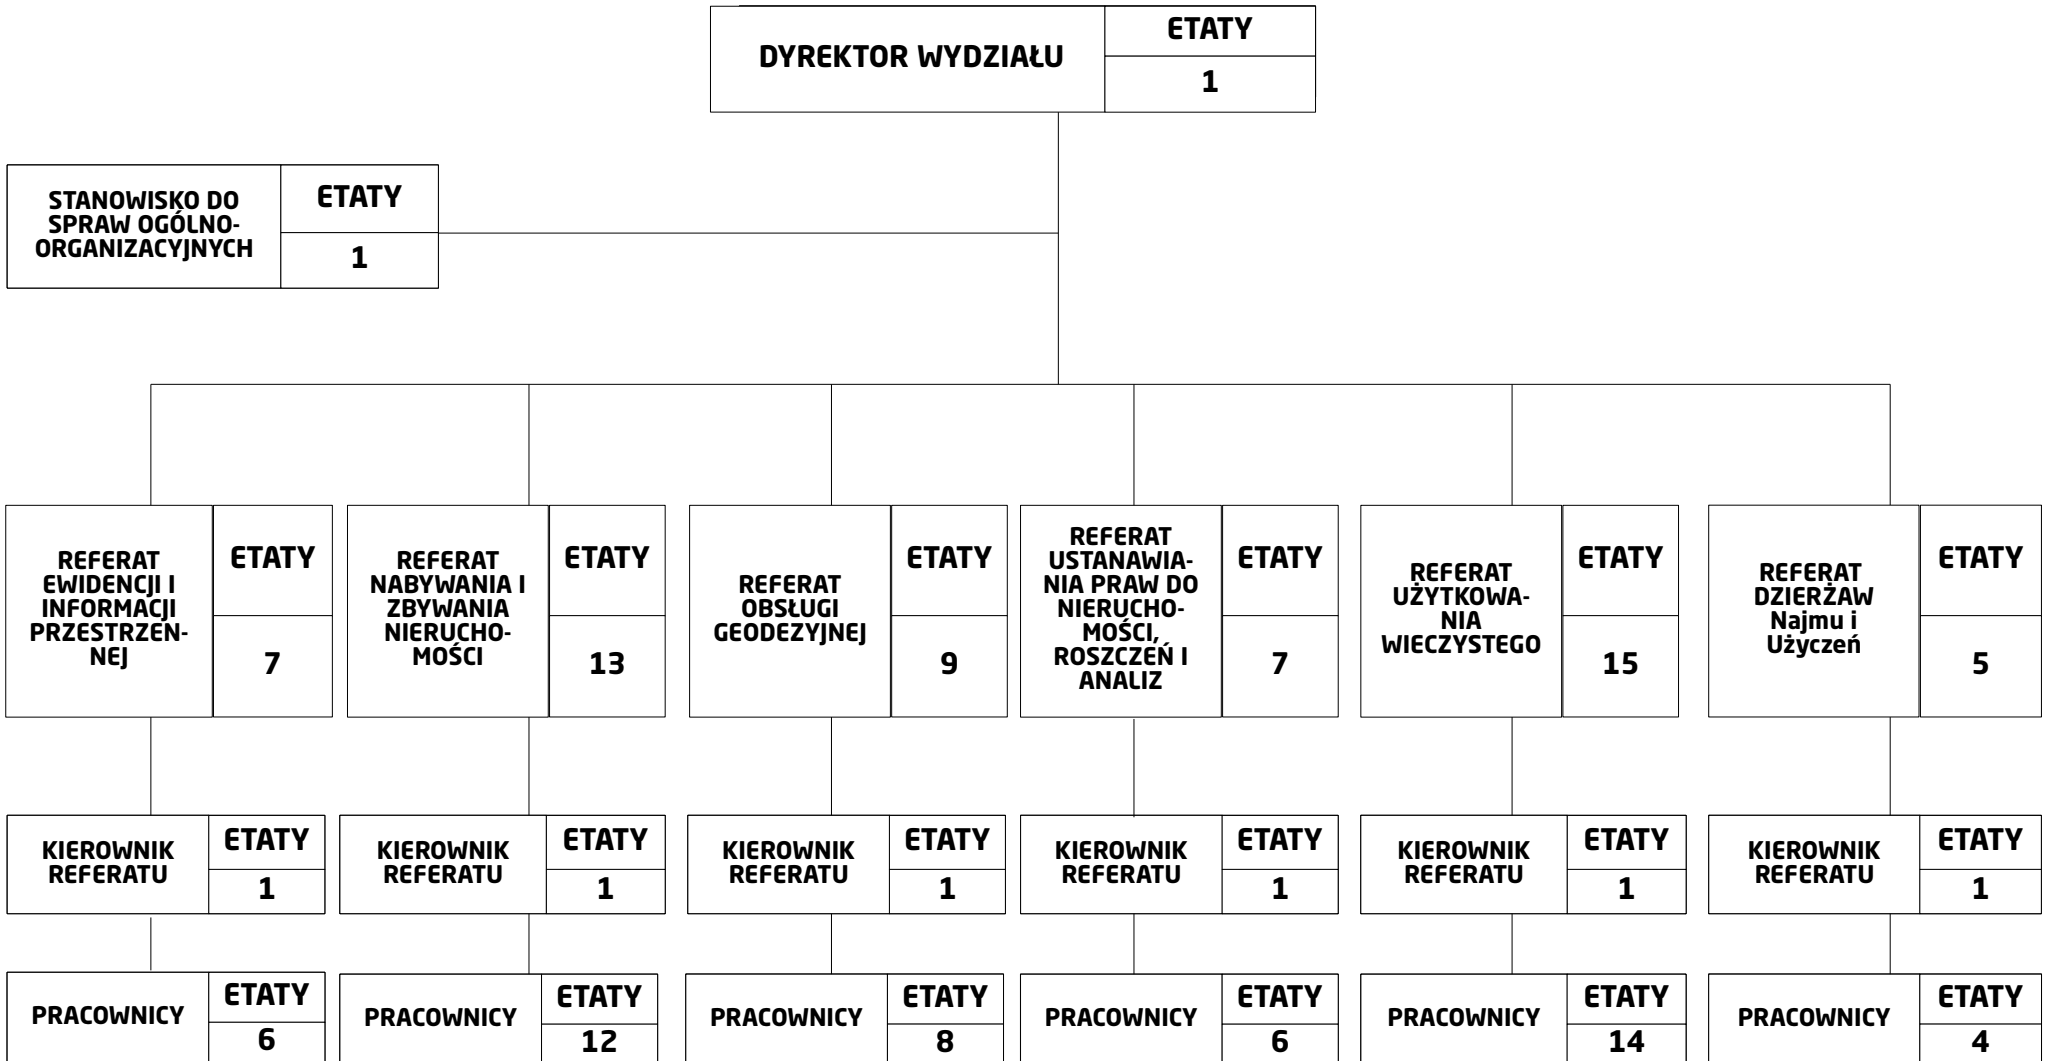 DYREKTOR WYDZIAŁU
ETATY
1
STANOWISKO DO
SPRAW OGÓLNO-
ORGANIZACYJNYCH
ETATY
1
REFERAT
EWIDENCJI I
INFORMACJI
PRZESTRZEN-
NEJ
ETATY
7
REFERAT
NABYWANIA I
ZBYWANIA
NIERUCHO-
MOŚCI
ETATY
13
REFERAT
OBSŁUGI
GEODEZYJNEJ
ETATY
9
REFERAT
USTANAWIA-
NIA PRAW DO
NIERUCHO-
MOŚCI,
ROSZCZEŃ I
ANALIZ
ETATY
7
REFERAT
UŻYTKOWA-
NIA
WIECZYSTEGO
ETATY
15
REFERAT
DZIERŻAW
Najmu i
Użyczeń
ETATY
5
KIEROWNIK
REFERATU
ETATY
1
KIEROWNIK
REFERATU
ETATY
1
KIEROWNIK
REFERATU
ETATY
1
KIEROWNIK
REFERATU
ETATY
1
KIEROWNIK
REFERATU
ETATY
1
KIEROWNIK
REFERATU
ETATY
1
PRACOWNICY
ETATY
6
PRACOWNICY
ETATY
12
PRACOWNICY
ETATY
8
PRACOWNICY
ETATY
6
PRACOWNICY
ETATY
14
PRACOWNICY
ETATY
4